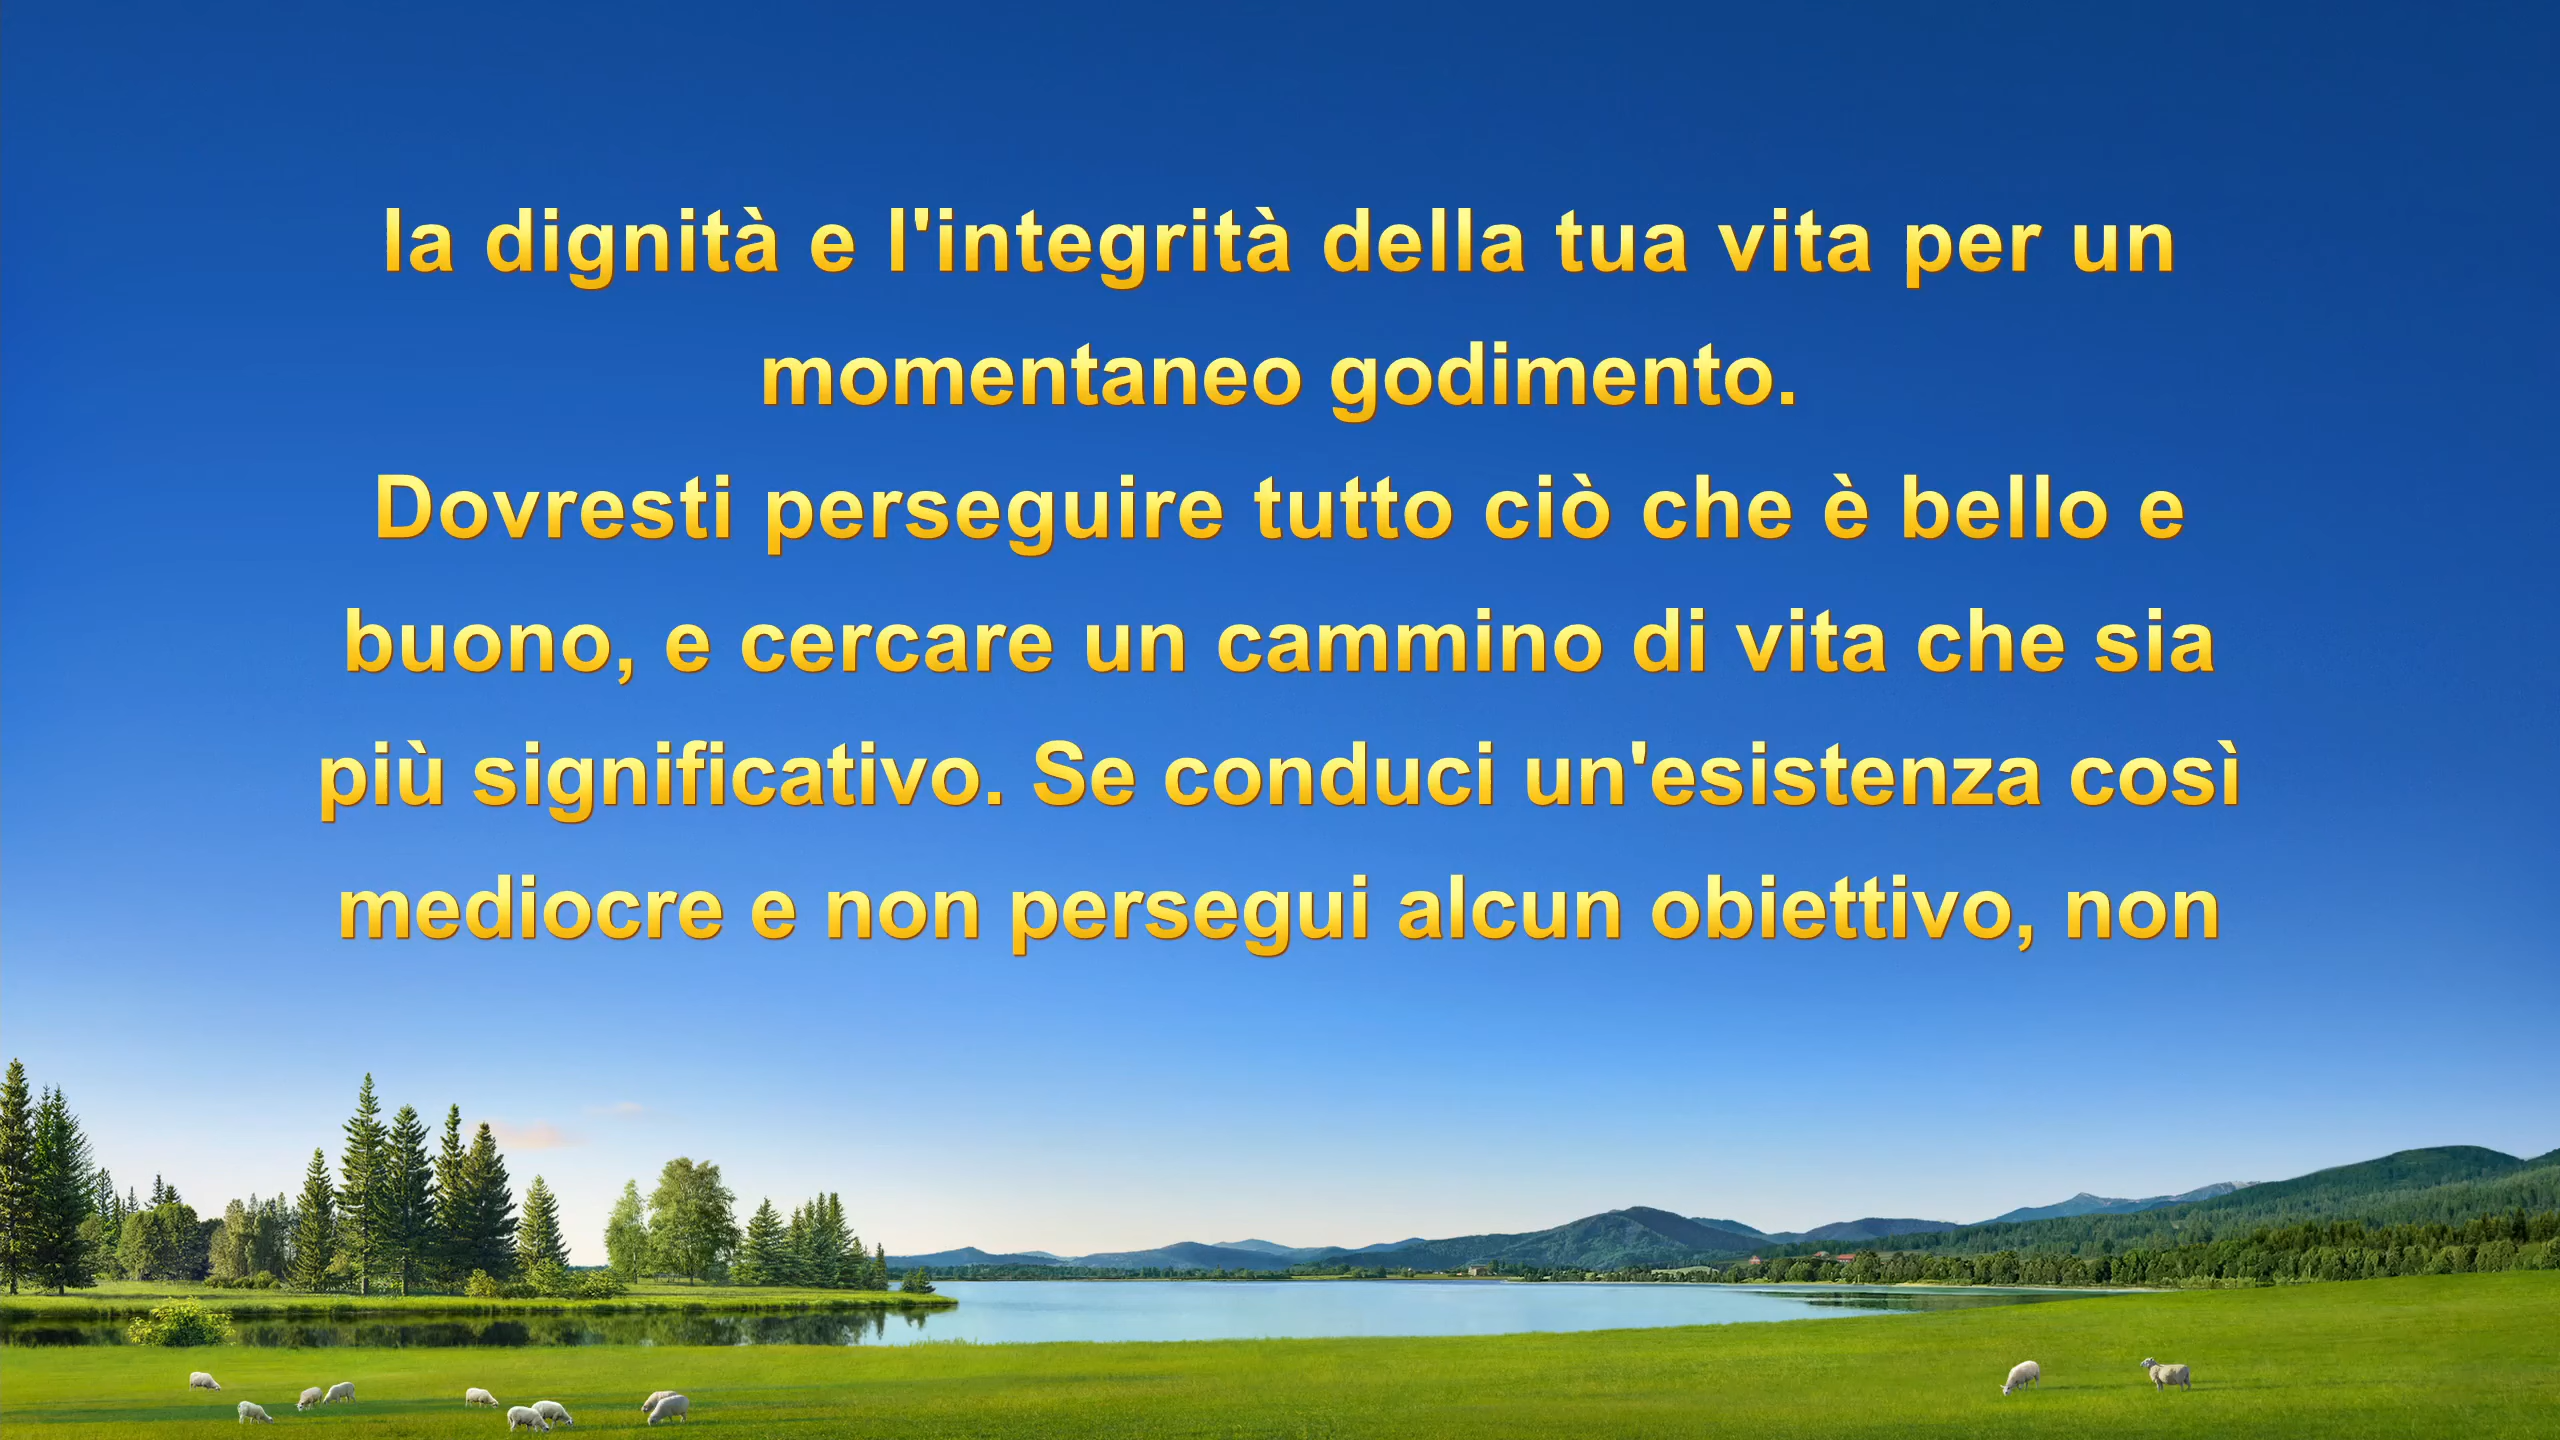 la dignità e l'integrità della tua vita per un
momentaneo godimento.
Dovresti perseguire tutto ciò che è bello e
buono, e cercare un cammino di vita che sia
più significativo. Se conduci un'esistenza così
mediocre e non persegui alcun obiettivo, non